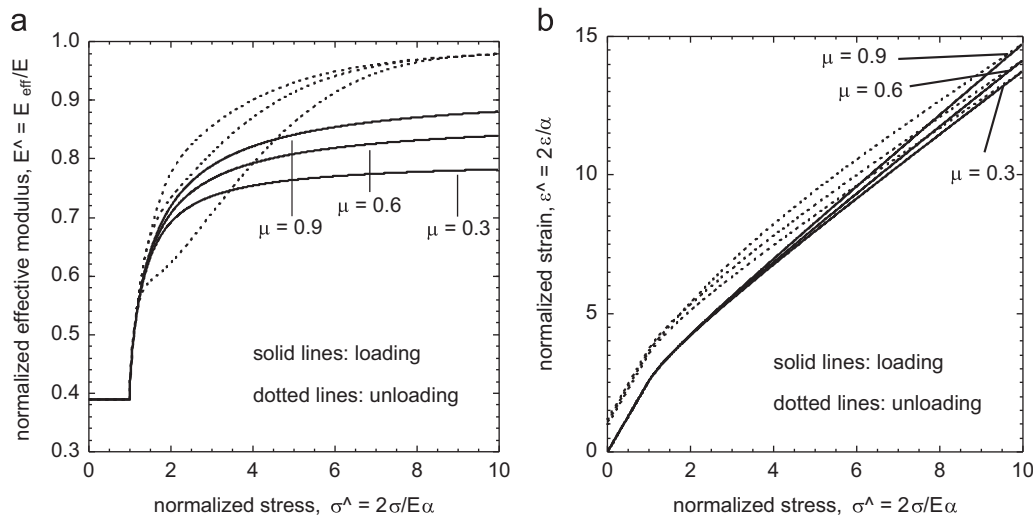 a
normalized effective modulus, E^ = E eff/E
1.0
0.9
0.8
0.7
0.6
0.5
0.4
0.3
μ = 0.9
μ = 0.6
μ = 0.3
solid lines: loading
dotted lines: unloading
0 2 4 6 8 10
normalized stress, σ^ = 2σ/Eα
b
normalized strain, ε^ = 2ε/α
15
10
5
0
μ = 0.9
μ = 0.6
μ = 0.3
solid lines: loading
dotted lines: unloading
0 2 4 6 8 10
normalized stress, σ^ = 2σ/Eα